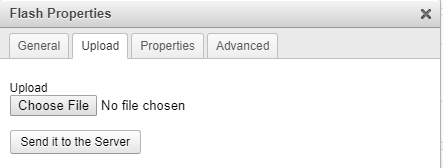 Flash Properties
General Upload Properties Advanced
Upload
Choose File No file chosen
Send it to the Server